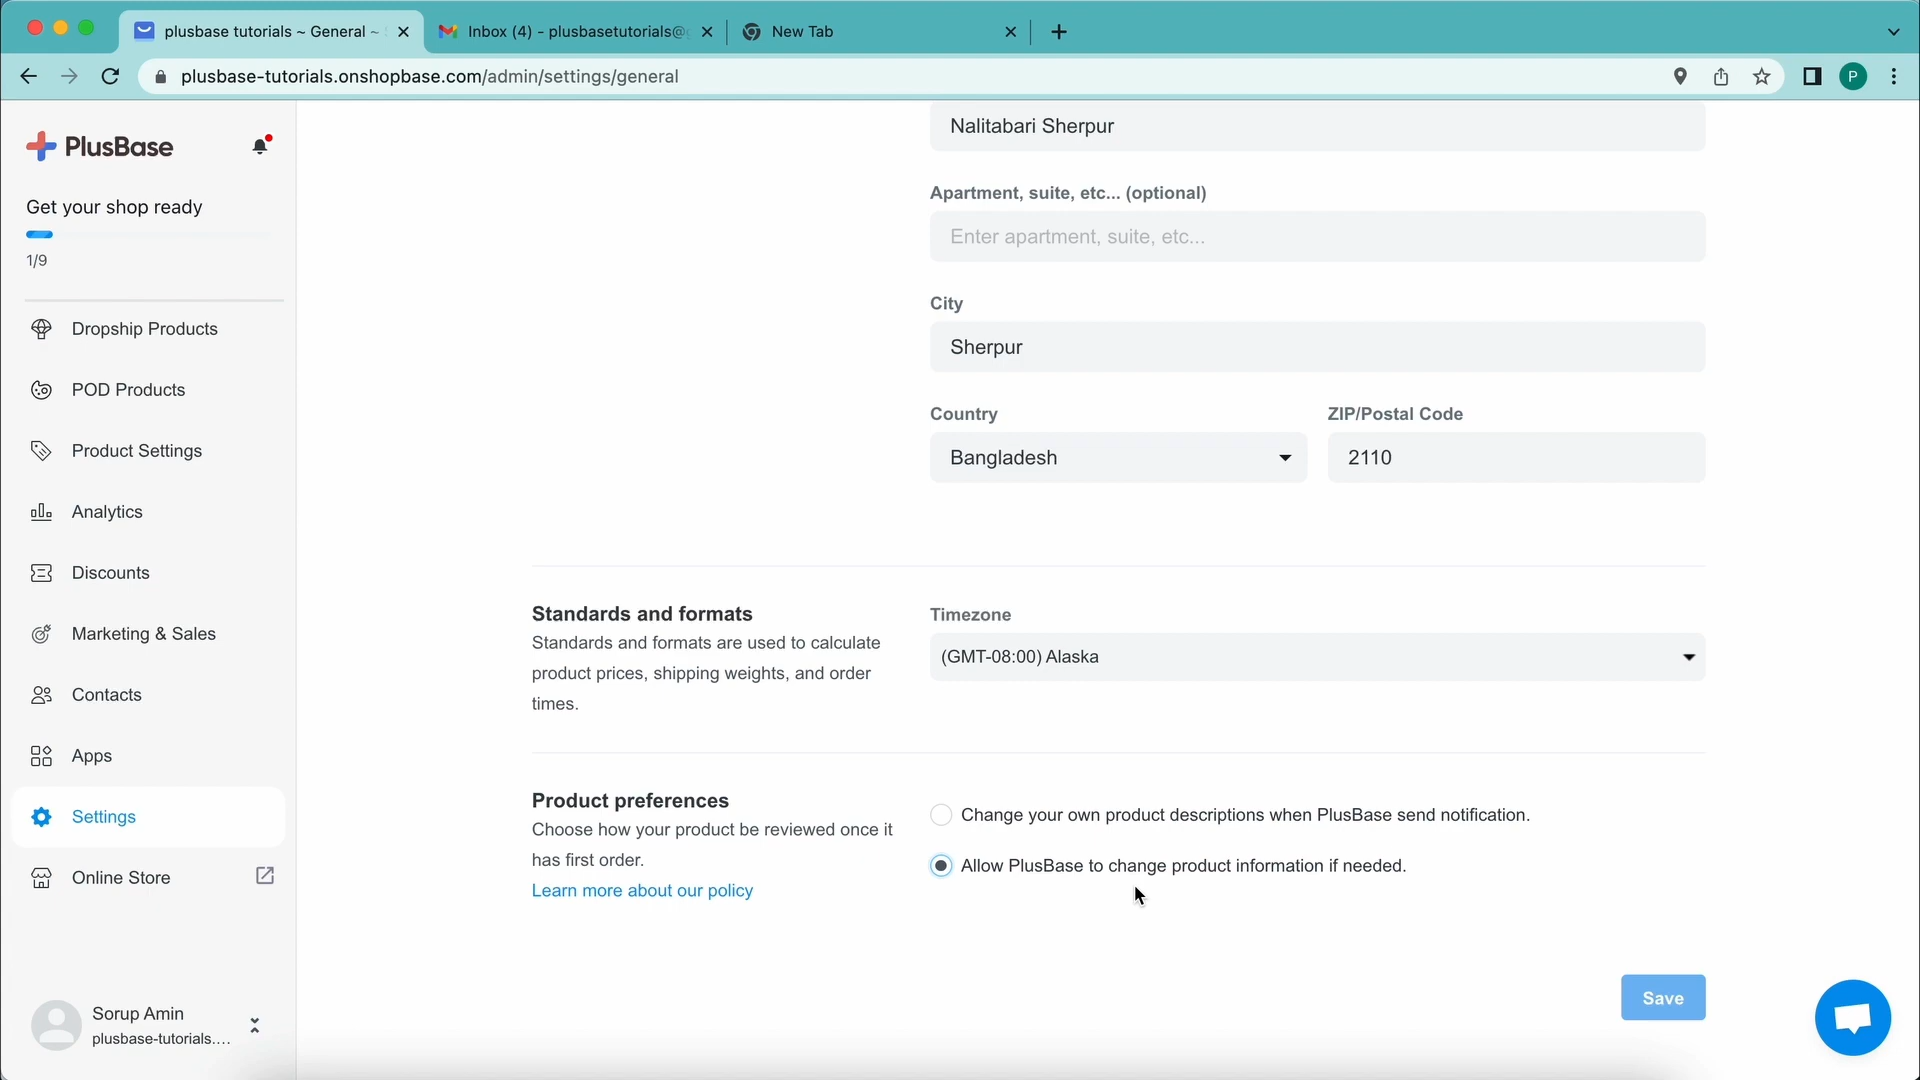 plusbase tutorials ~ General ~
Inbox (4) - plusbasetutorials@
New Tab
plusbase-tutorials.onshopbase.com/admin/settings/general
P
PlusBase
Get your shop ready
1/9
Dropship Products
POD Products
Product Settings
Analytics
Discounts
Marketing & Sales
Contacts
Apps
Settings
Online Store
Sorup Amin
plusbase-tutorials....
Nalitabari Sherpur
Apartment, suite, etc... (optional)
Enter apartment, suite, etc...
City
Sherpur
Country
ZIP/Postal Code
Bangladesh
2110
Standards and formats
Standards and formats are used to calculate
product prices, shipping weights, and order
times.
Timezone
(GMT-08:00) Alaska
Product preferences
Choose how your product be reviewed once it
has first order.
Learn more about our policy
Change your own product descriptions when PlusBase send notification.
Allow PlusBase to change product information if needed.
Save